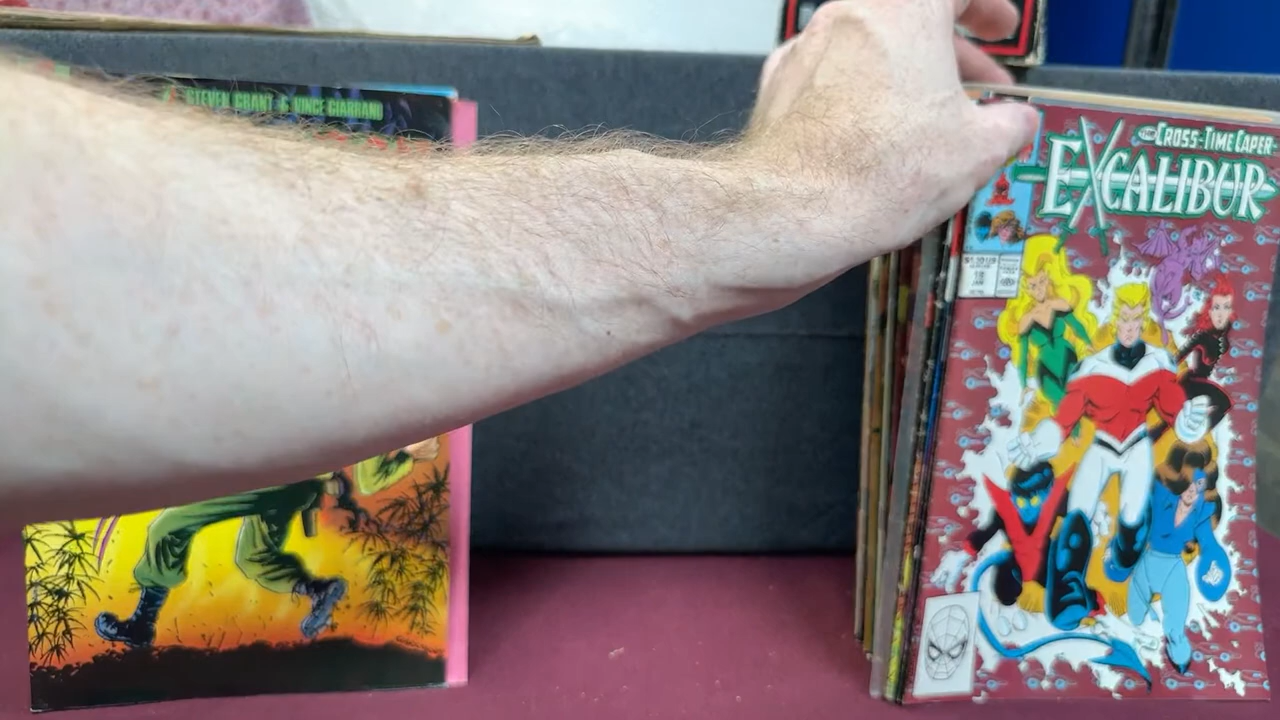 STEVEN GRANT & VINCE GIARRANO
THE CROSS-TIME CAPER
EXCALIBUR